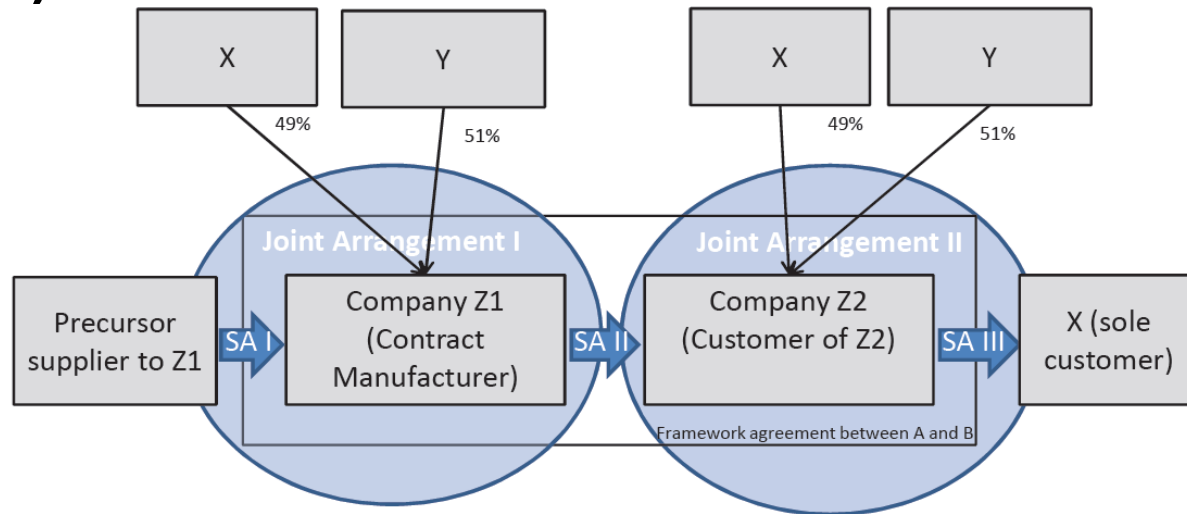 X
Y
X
Y
49%
51%
49%
51%
Joint Arrangement I
Joint Arrangement II
Precursor
supplier to Z1
SA I
Company Z1
(Contract
Manufacturer)
SA II
Company Z2
(Customer of Z2)
SA III
X (sole
customer)
Framework agreement between A and B